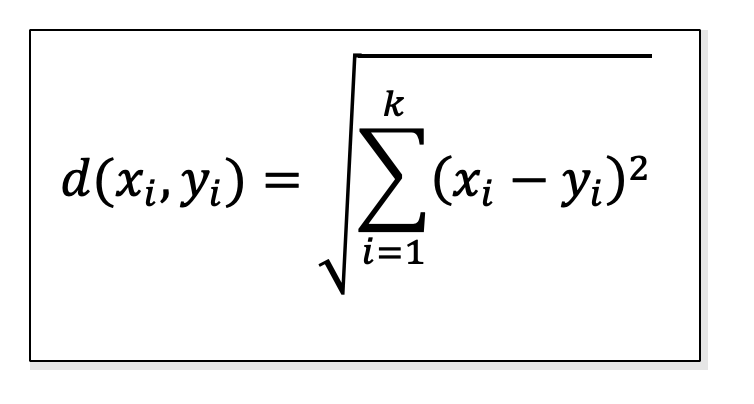 d(xᵢ, yᵢ) = √(∑ᵢ₌₁ᵏ (xᵢ − yᵢ)²)